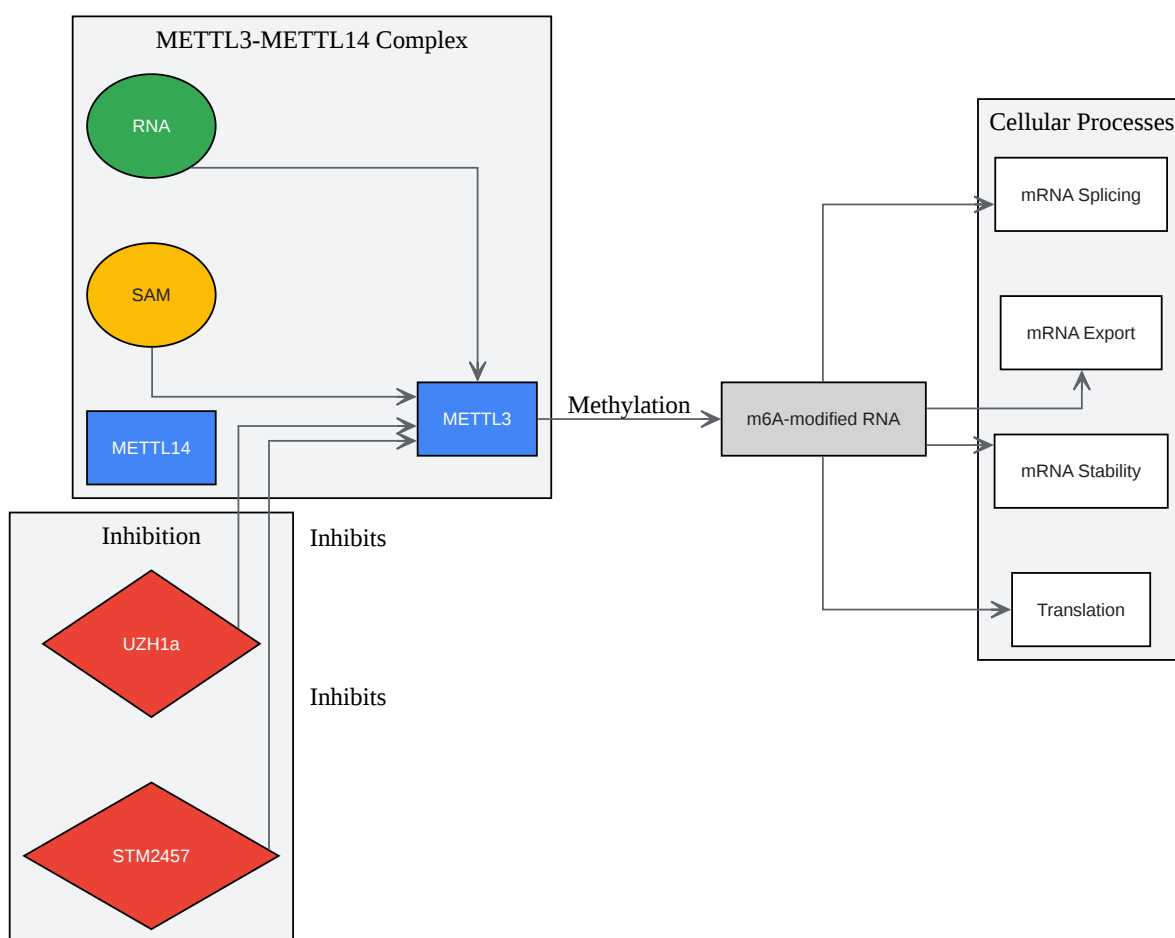 METTL3-METTL14 Complex
RNA
SAM
METTL14
METTL3
Methylation
m6A-modified RNA
Cellular Processes
mRNA Splicing
mRNA Export
mRNA Stability
Translation
Inhibition
Inhibits
UZH1a
Inhibits
STM2457